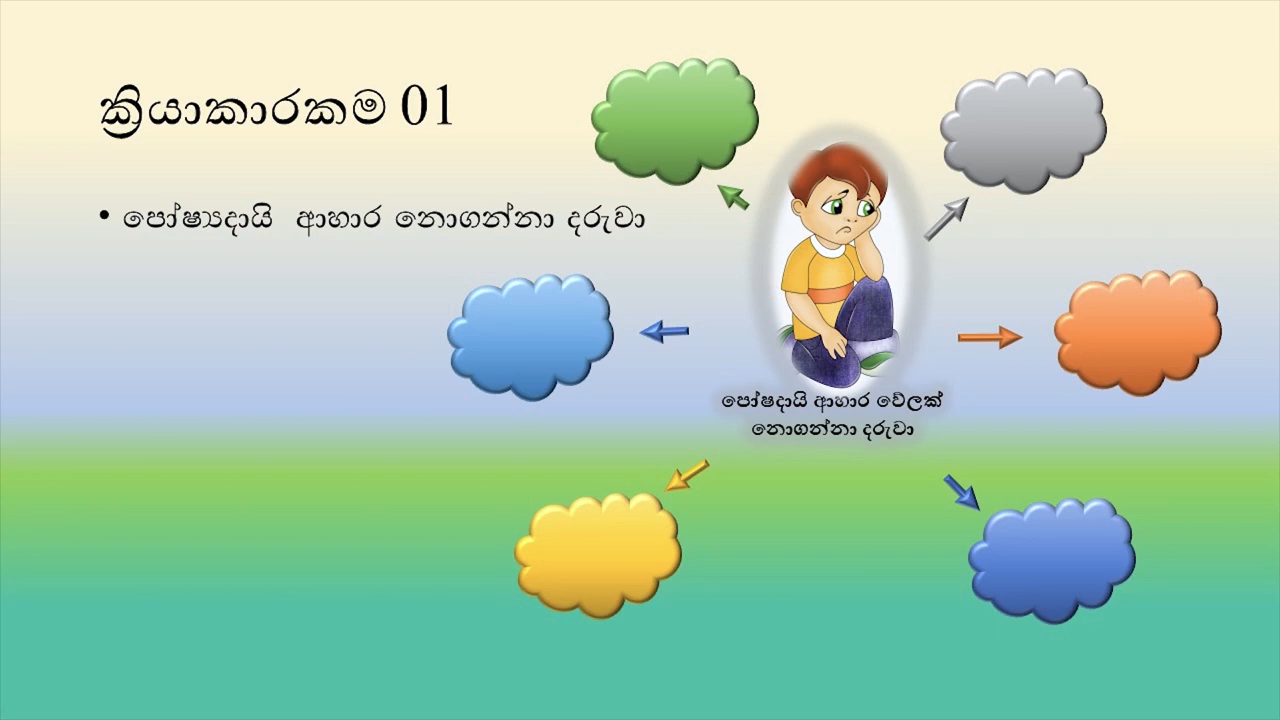 ක්‍රියාකාරකම 01
• පෝෂ්‍යදායි ආහාර නොගන්නා දරුවා
පෝෂදායි ආහාර වේලක්
නොගන්නා දරුවා